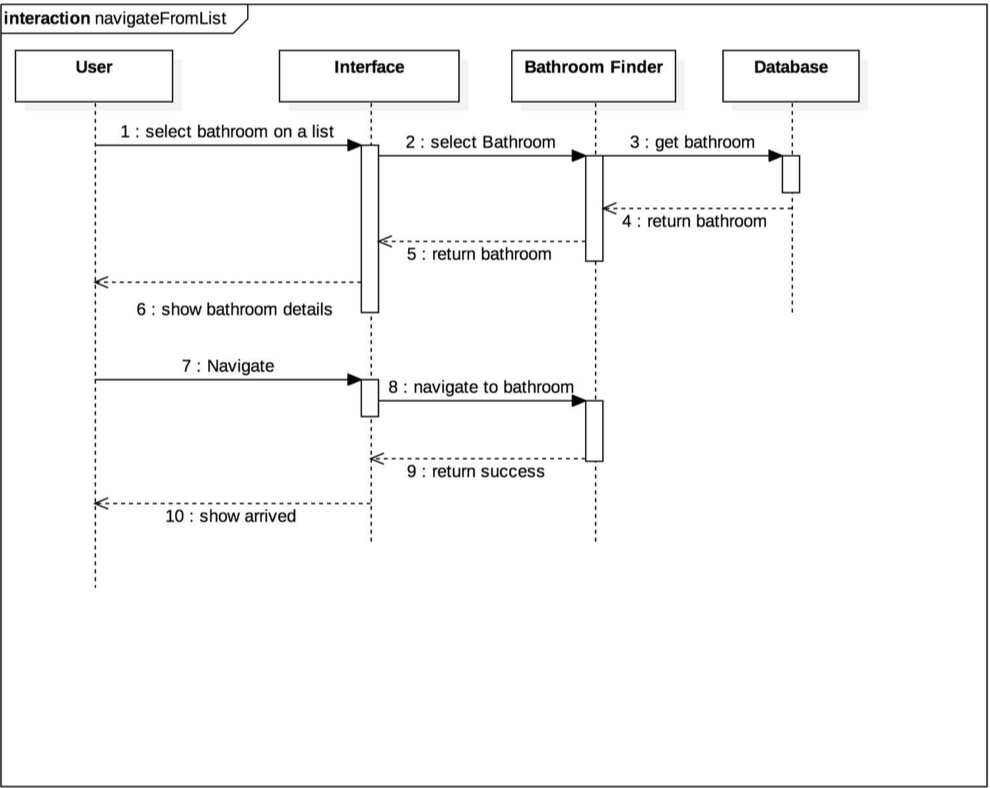 interaction navigateFromList
User
Interface
Bathroom Finder
Database
1 : select bathroom on a list
2 : select Bathroom
3 : get bathroom
4 : return bathroom
5 : return bathroom
6 : show bathroom details
7 : Navigate
8 : navigate to bathroom
9 : return success
10 : show arrived